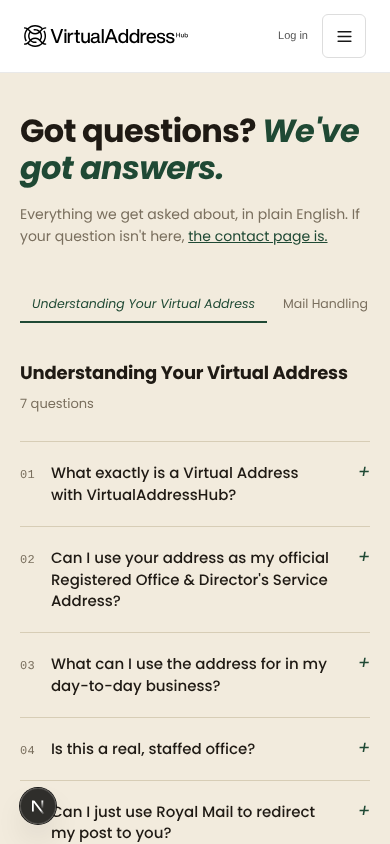 VirtualAddressHub
Log in
Got questions? We've
got answers.
Everything we get asked about, in plain English. If
your question isn't here, the contact page is.
Understanding Your Virtual Address
Mail Handling
Understanding Your Virtual Address
7 questions
01 What exactly is a Virtual Address
with VirtualAddressHub? +
02 Can I use your address as my official
Registered Office & Director's Service
Address? +
03 What can I use the address for in my
day-to-day business? +
04 Is this a real, staffed office? +
N
Can I just use Royal Mail to redirect
my post to you? +